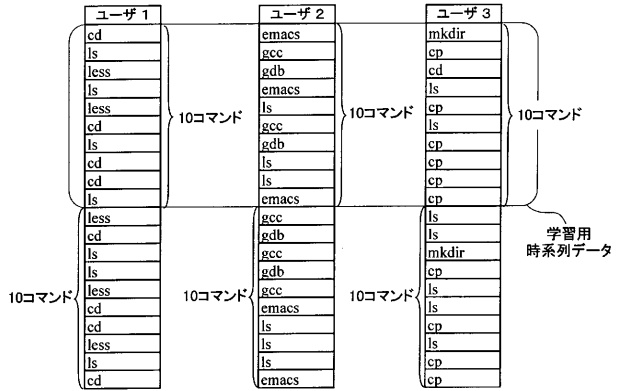 ユーザ 1 ユーザ 2 ユーザ 3
cd emacs mkdir
ls gcc cp
less gdb cd
ls emacs ls
less ls cp
cd gcc ls
ls gdb cp
cd ls cp
cd ls cp
ls emacs cp
10コマンド 10コマンド 10コマンド
less gcc ls
cd gdb ls
ls gcc mkdir
ls gdb cp
less gcc ls
cd emacs ls
cd ls cp
less ls ls
ls ls cp
cd emacs cp
10コマンド 10コマンド 10コマンド
学習用
時系列データ